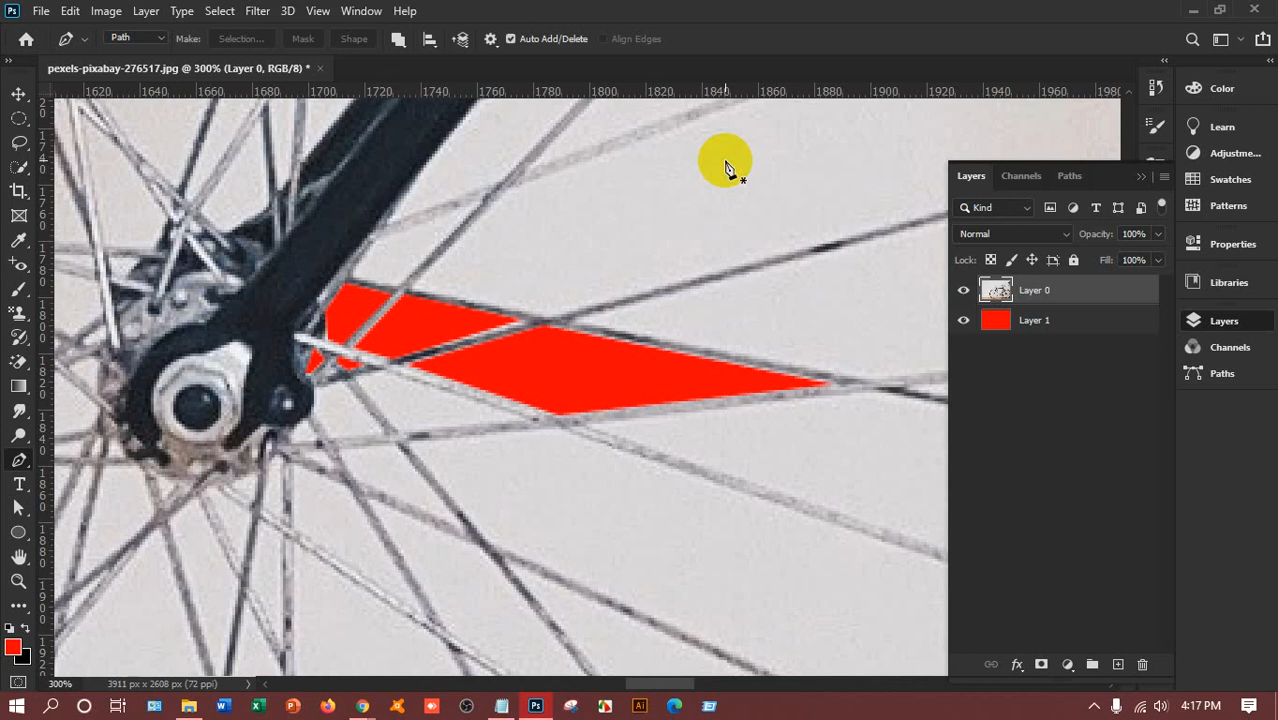 Ps File Edit Image Layer Type Select Filter 3D View Window Help
Path Make: Selection... Mask Shape Auto Add/Delete Align Edges
pexels-pixabay-276517.jpg @ 300% (Layer 0, RGB/8) * ×
1620 1640 1660 1680 1700 1720 1740 1760 1780 1800 1820 1840 1860 1880 1900 1920 1940 1960 1980
Color
Learn
Adjustme...
Swatches
Patterns
Properties
Libraries
Layers
Channels
Paths
Layers Channels Paths
Kind
Normal Opacity: 100%
Lock: Fill: 100%
Layer 0
Layer 1
fx
T
300% 3911 px x 2608 px (72 ppi)
W X P Ps Ai 4:17 PM